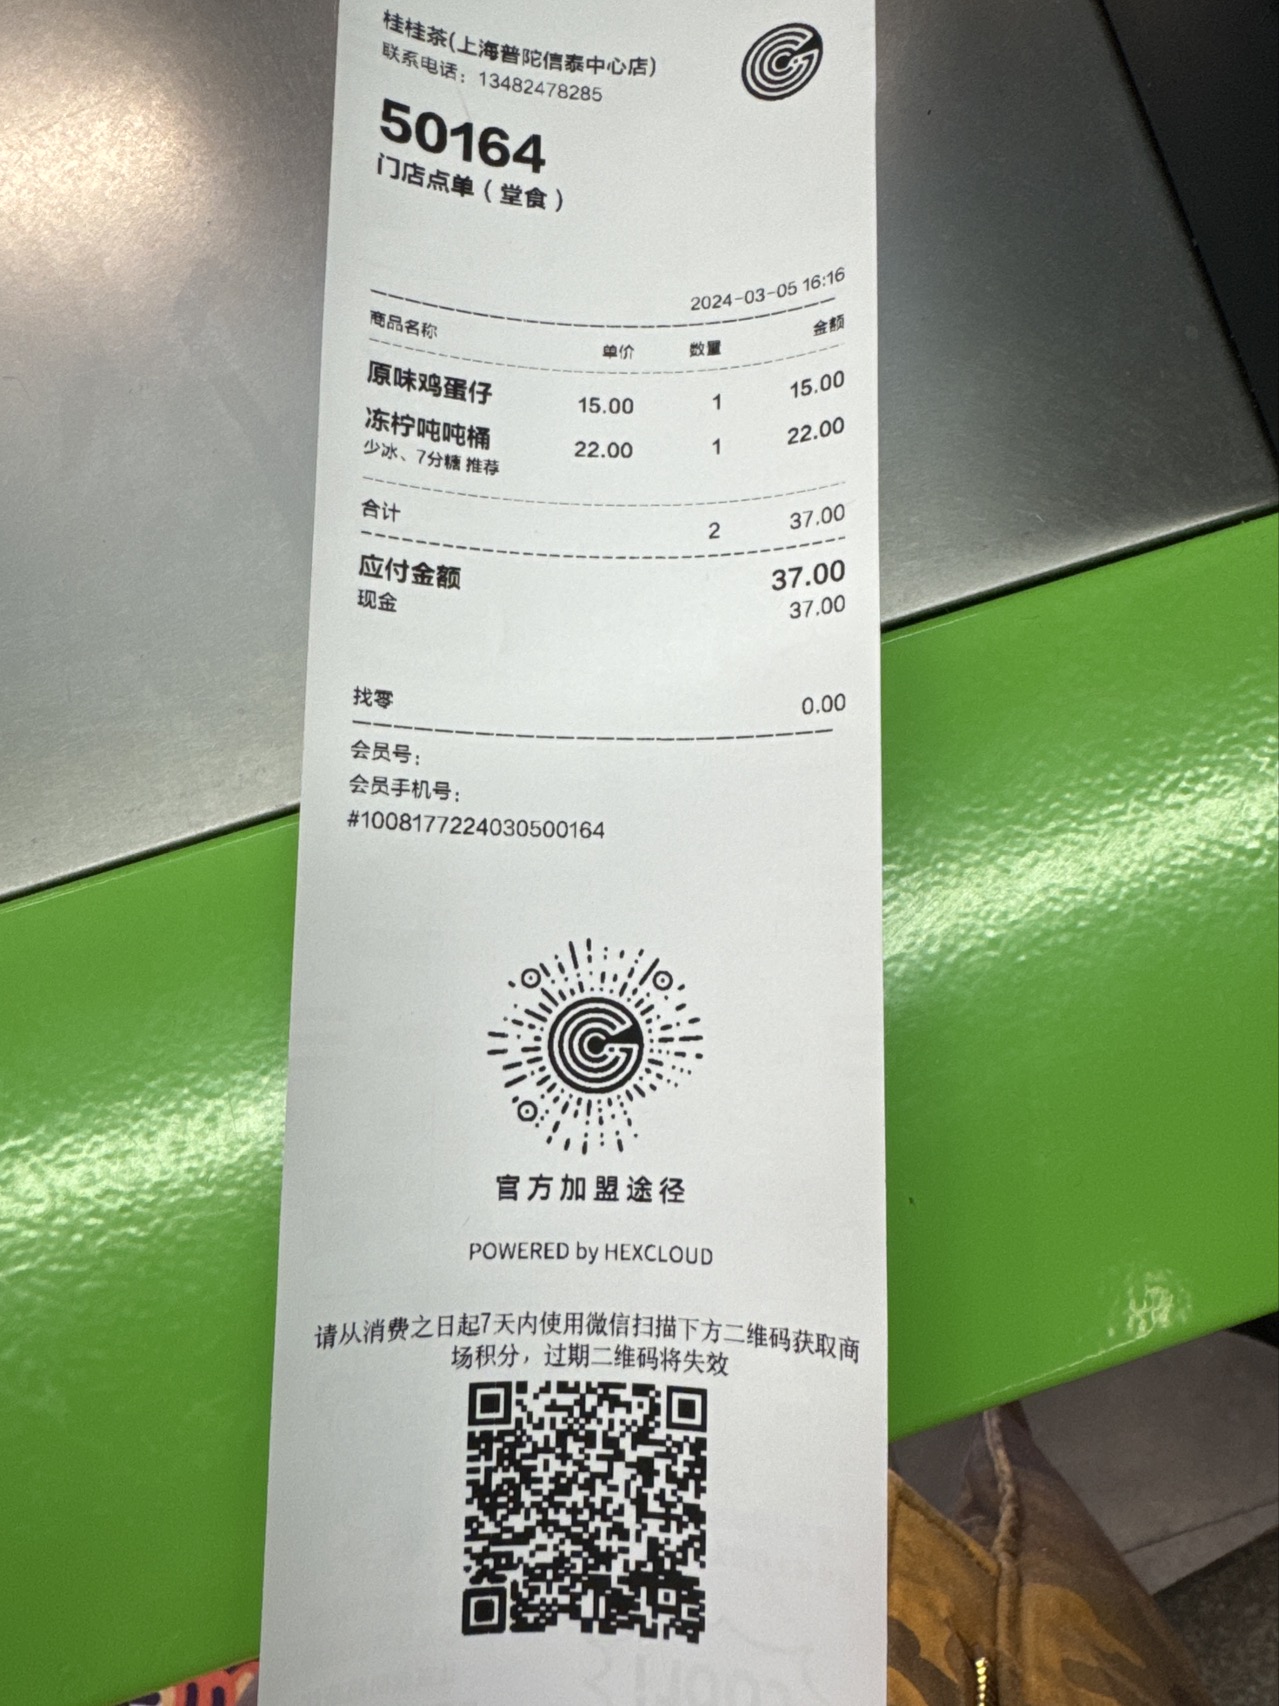 桂桂茶(上海普陀信泰中心店)
联系电话：13482478285
50164
门店点单（堂食）
2024-03-05 16:16
商品名称 单价 数量 金额
原味鸡蛋仔 15.00 1 15.00
冻柠吨吨桶 22.00 1 22.00
少冰、7分糖 推荐
合计 2 37.00
应付金额 37.00
现金 37.00
找零 0.00
会员号：
会员手机号：
#1008177224030500164
官方加盟途径
POWERED by HEXCLOUD
请从消费之日起7天内使用微信扫描下方二维码获取商
场积分，过期二维码将失效